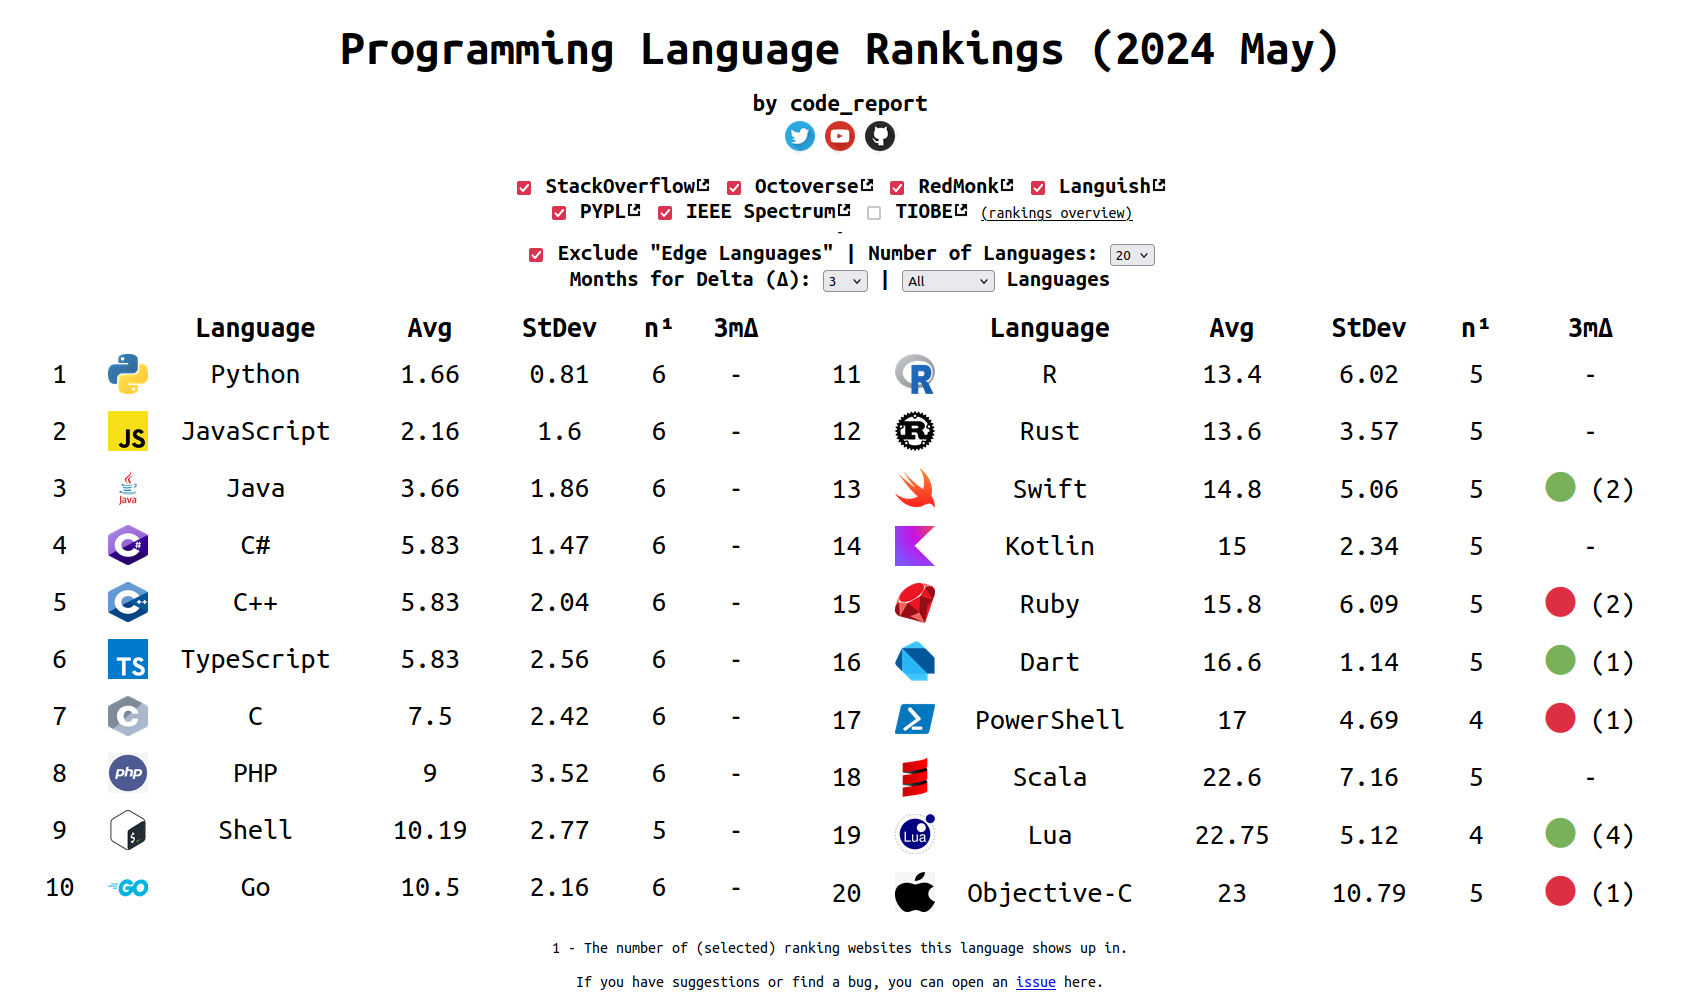 Programming Language Rankings (2024 May)
by code_report
StackOverflow Octoverse RedMonk Languish
PYPL IEEE Spectrum TIOBE (rankings overview)
-
Exclude "Edge Languages" | Number of Languages: 20
Months for Delta (Δ): 3 | All Languages
Language Avg StDev n¹ 3mΔ
1 Python 1.66 0.81 6 -
2 JS JavaScript 2.16 1.6 6 -
3 Java Java 3.66 1.86 6 -
4 C# C# 5.83 1.47 6 -
5 C++ C++ 5.83 2.04 6 -
6 TS TypeScript 5.83 2.56 6 -
7 C C 7.5 2.42 6 -
8 php PHP 9 3.52 6 -
9 $ Shell 10.19 2.77 5 -
10 GO Go 10.5 2.16 6 -
Language Avg StDev n¹ 3mΔ
11 R R 13.4 6.02 5 -
12 R Rust 13.6 3.57 5 -
13 Swift 14.8 5.06 5 (2)
14 Kotlin 15 2.34 5 -
15 Ruby 15.8 6.09 5 (2)
16 Dart 16.6 1.14 5 (1)
17 PowerShell 17 4.69 4 (1)
18 Scala 22.6 7.16 5 -
19 Lua Lua 22.75 5.12 4 (4)
20 Objective-C 23 10.79 5 (1)
1 - The number of (selected) ranking websites this language shows up in.
If you have suggestions or find a bug, you can open an issue here.